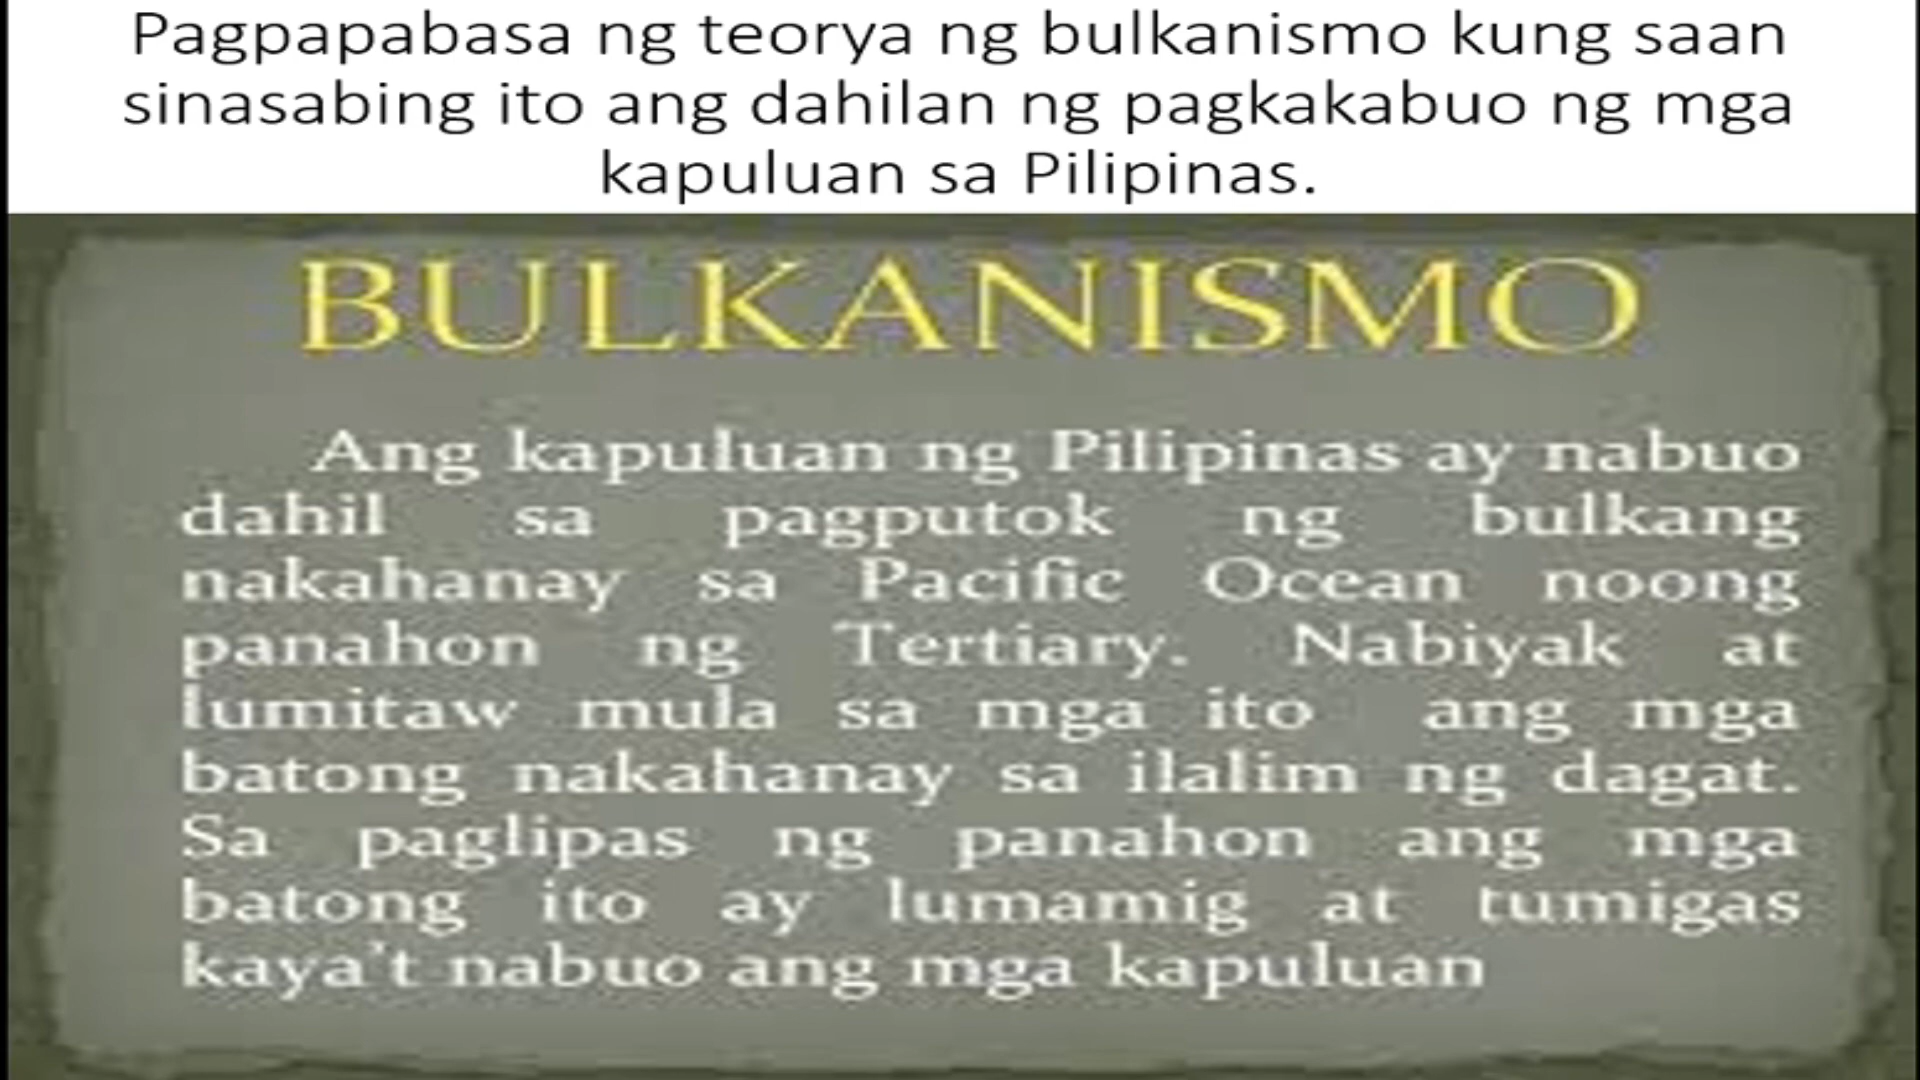 Pagpapabasa ng teorya ng bulkanismo kung saan
sinasabing ito ang dahilan ng pagkakabuo ng mga
kapuluan sa Pilipinas.
BULKANISMO
Ang kapuluan ng Pilipinas ay nabuo
dahil sa pagputok ng bulkang
nakahanay sa Pacific Ocean noong
panahon ng Tertiary. Nabiyak at
lumitaw mula sa mga ito ang mga
batong nakahanay sa ilalim ng dagat.
Sa paglipas ng panahon ang mga
batong ito ay lumamig at tumigas
kaya't nabuo ang mga kapuluan